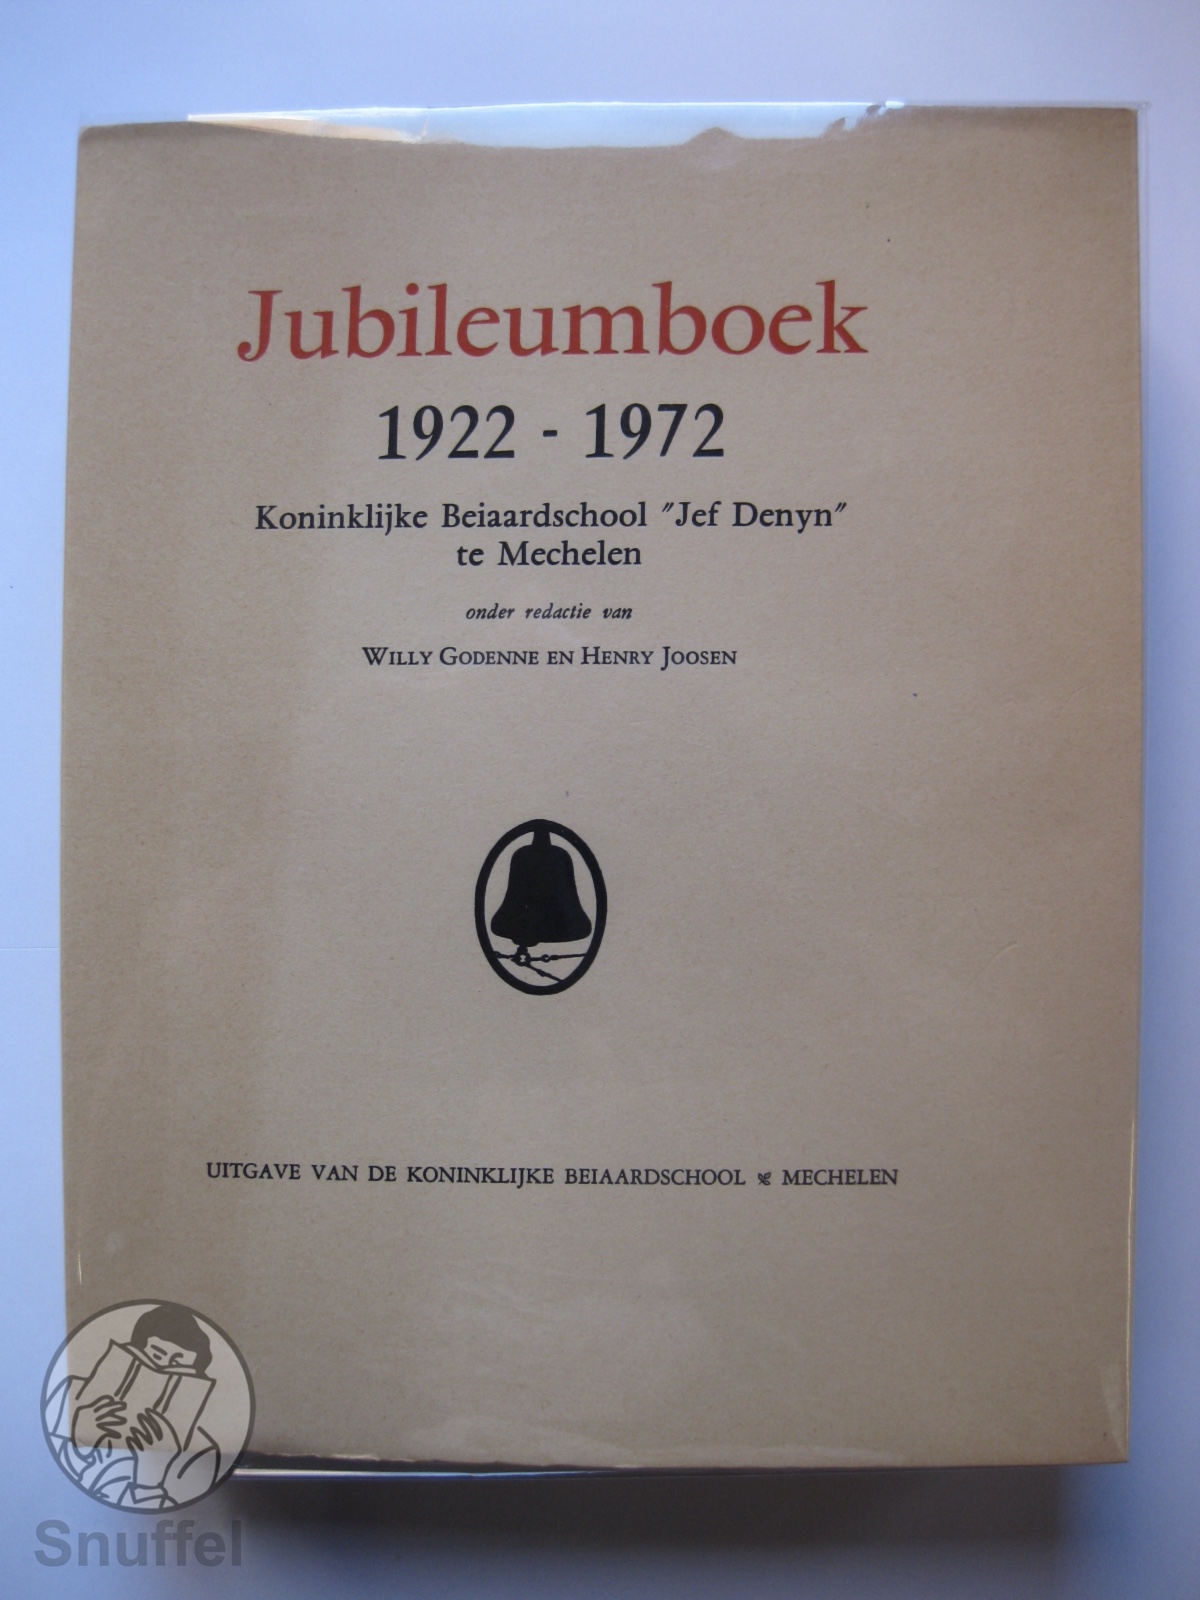 Jubileumboek
1922 - 1972
Koninklijke Beiaardschool "Jef Denyn"
te Mechelen
onder redactie van
WILLY GODENNE EN HENRY JOOSEN
UITGAVE VAN DE KONINKLIJKE BEIAARDSCHOOL ❦ MECHELEN
Snuffel